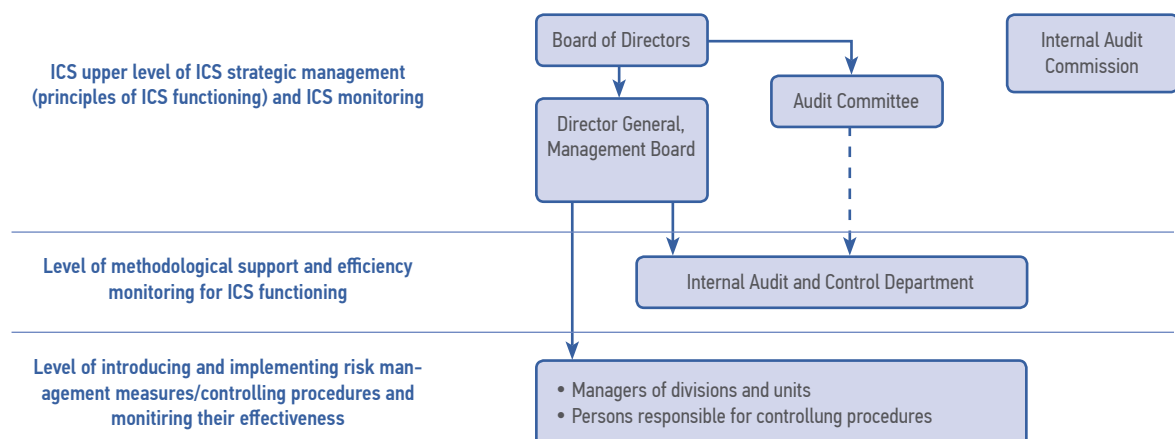 ICS upper level of ICS strategic management
(principles of ICS functioning) and ICS monitoring
Board of Directors
Internal Audit
Commission
Audit Committee
Director General,
Management Board
Level of methodological support and efficiency
monitoring for ICS functioning
Internal Audit and Control Department
Level of introducing and implementing risk man-
agement measures/controlling procedures and
monitiring their effectiveness
• Managers of divisions and units
• Persons responsible for controllung procedures